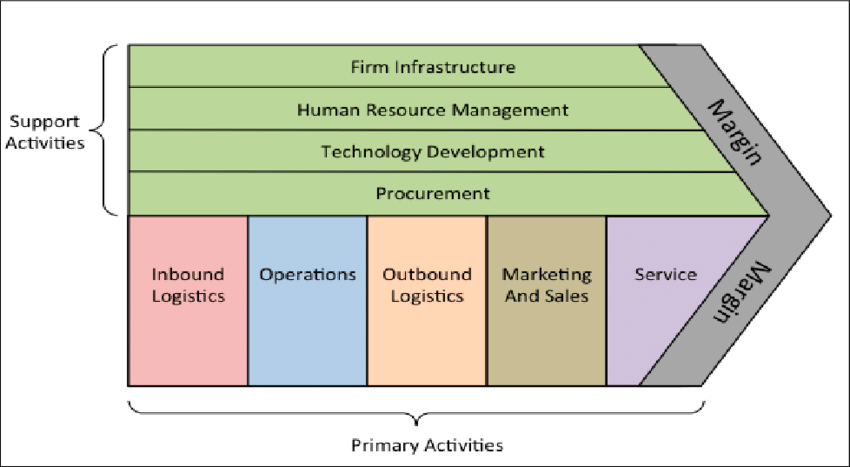 Firm Infrastructure
Human Resource Management
Technology Development
Procurement
Support
Activities
Margin
Inbound
Logistics
Operations
Outbound
Logistics
Marketing
And Sales
Service
Margin
Primary Activities